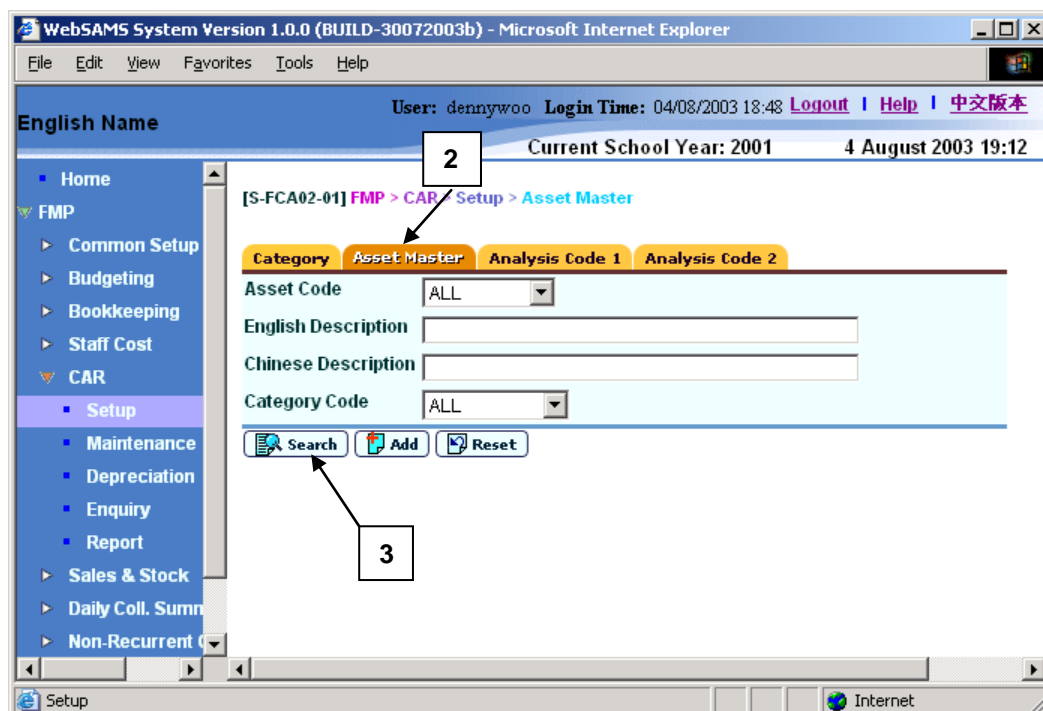 WebSAMS System Version 1.0.0 (BUILD-30072003b) - Microsoft Internet Explorer
File Edit View Favorites Tools Help
English Name
User: dennywoo Login Time: 04/08/2003 18:48 Logout | Help | 中文版本
Current School Year: 2001 4 August 2003 19:12
2
Home
FMP
Common Setup
Budgeting
Bookkeeping
Staff Cost
CAR
Setup
Maintenance
Depreciation
Enquiry
Report
Sales & Stock
Daily Coll. Summ
Non-Recurrent
[S-FCA02-01] FMP > CAR > Setup > Asset Master
Category Asset Master Analysis Code 1 Analysis Code 2
Asset Code ALL
English Description
Chinese Description
Category Code ALL
Search Add Reset
3
Setup Internet